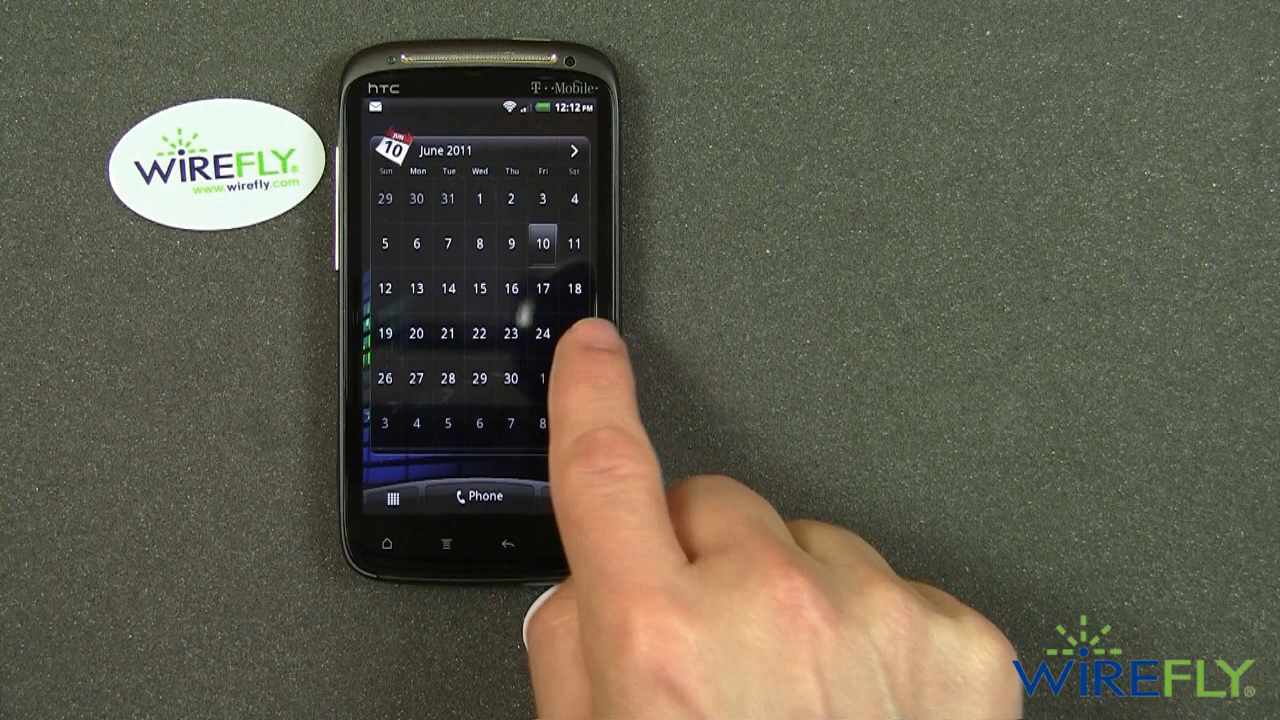 hTC
T··Mobile·
12:12 PM
JUN
10
June 2011
Sun Mon Tue Wed Thu Fri Sat
29 30 31 1 2 3 4
5 6 7 8 9 10 11
12 13 14 15 16 17 18
19 20 21 22 23 24
26 27 28 29 30 1
3 4 5 6 7 8
Phone
WIREFLY®
www.wirefly.com
WIREFLY®